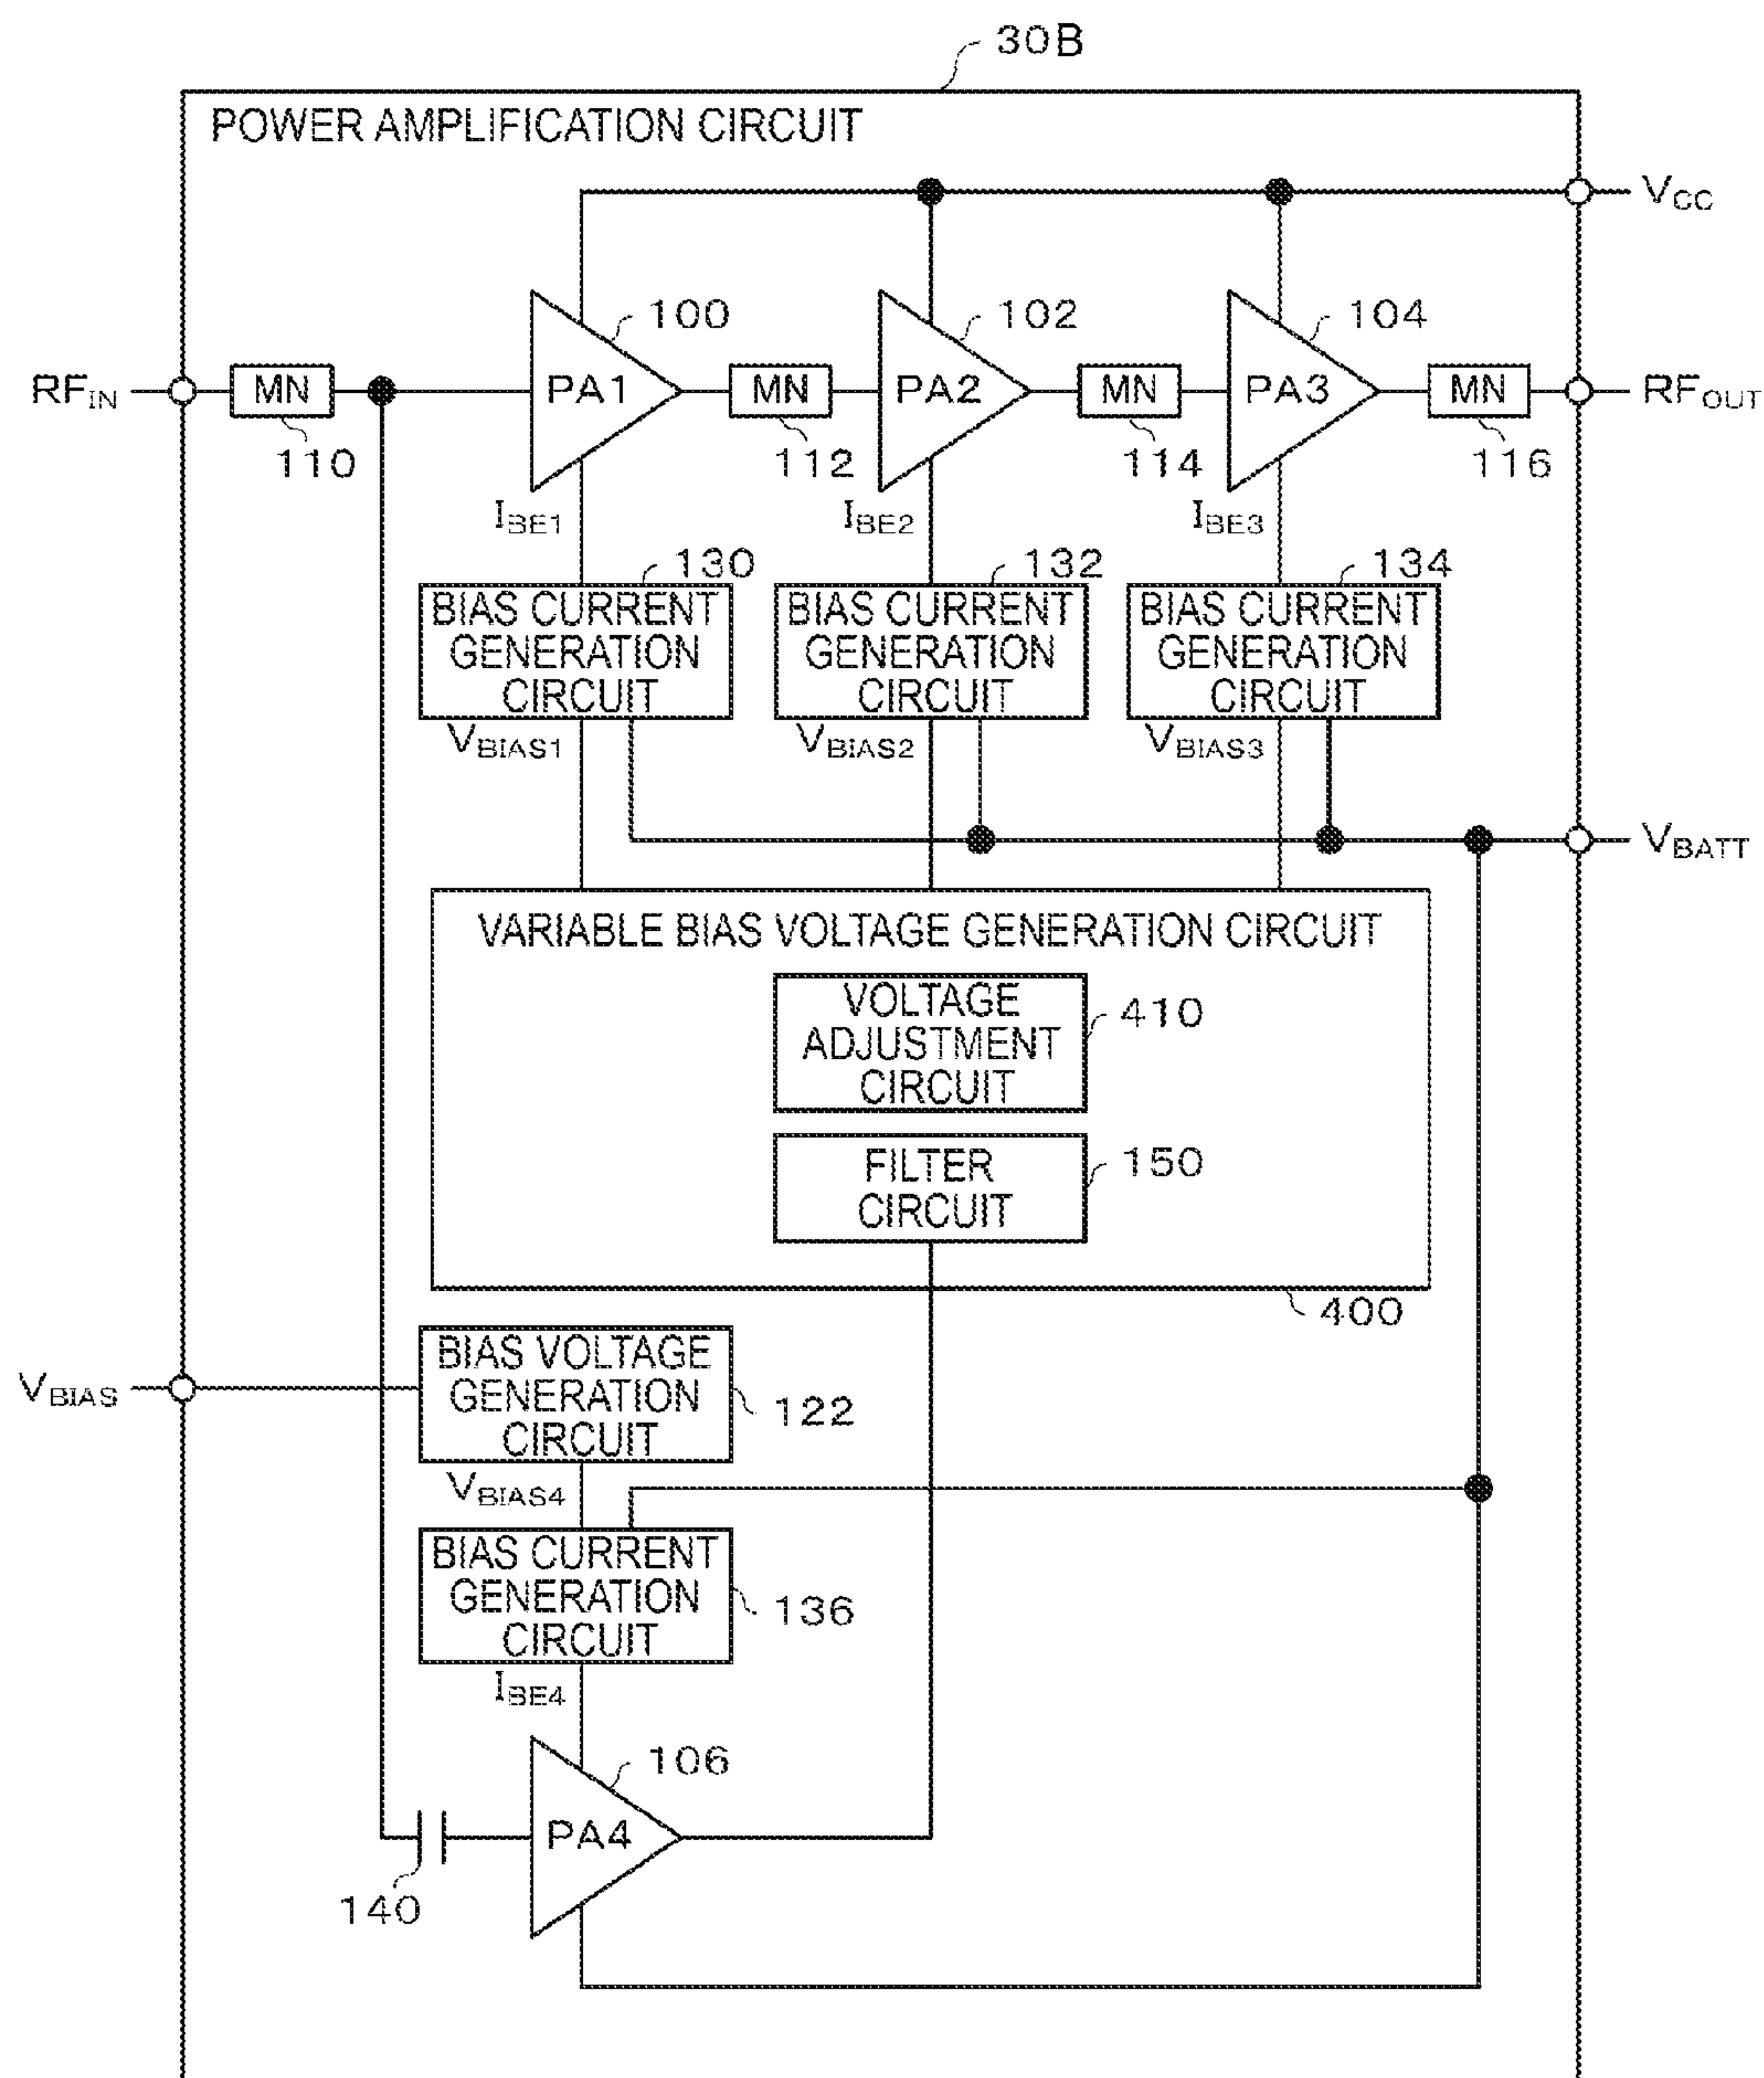 30B
POWER AMPLIFICATION CIRCUIT
VCC
100
102
104
RFIN
MN
PA1
MN
PA2
MN
PA3
MN
RFOUT
110
112
114
116
IBE1
IBE2
IBE3
130
132
134
BIAS CURRENT
GENERATION
CIRCUIT
BIAS CURRENT
GENERATION
CIRCUIT
BIAS CURRENT
GENERATION
CIRCUIT
VBIAS1
VBIAS2
VBIAS3
VBATT
VARIABLE BIAS VOLTAGE GENERATION CIRCUIT
VOLTAGE
ADJUSTMENT
CIRCUIT
410
FILTER
CIRCUIT
150
400
VBIAS
BIAS VOLTAGE
GENERATION
CIRCUIT
122
VBIAS4
BIAS CURRENT
GENERATION
CIRCUIT
136
IBE4
106
PA4
140